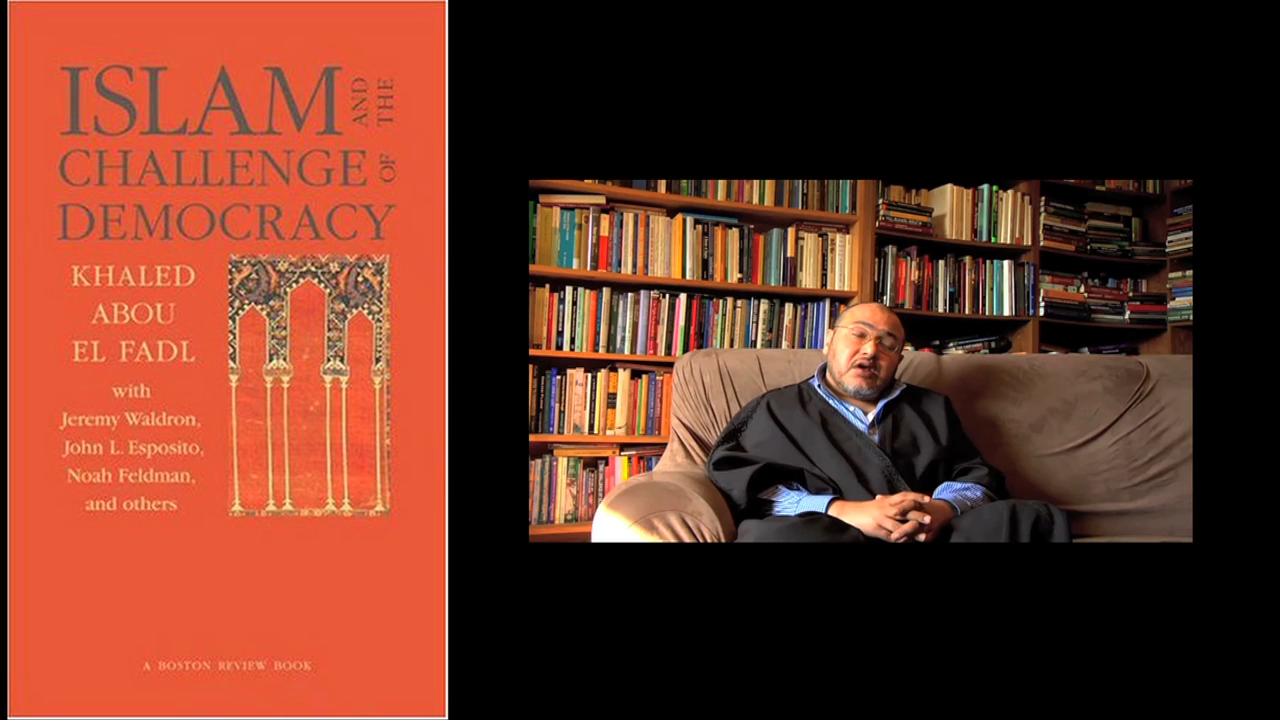 ISLAM AND THE
CHALLENGE OF
DEMOCRACY
KHALED
ABOU
EL FADL
with
Jeremy Waldron,
John L. Esposito,
Noah Feldman,
and others
A BOSTON REVIEW BOOK